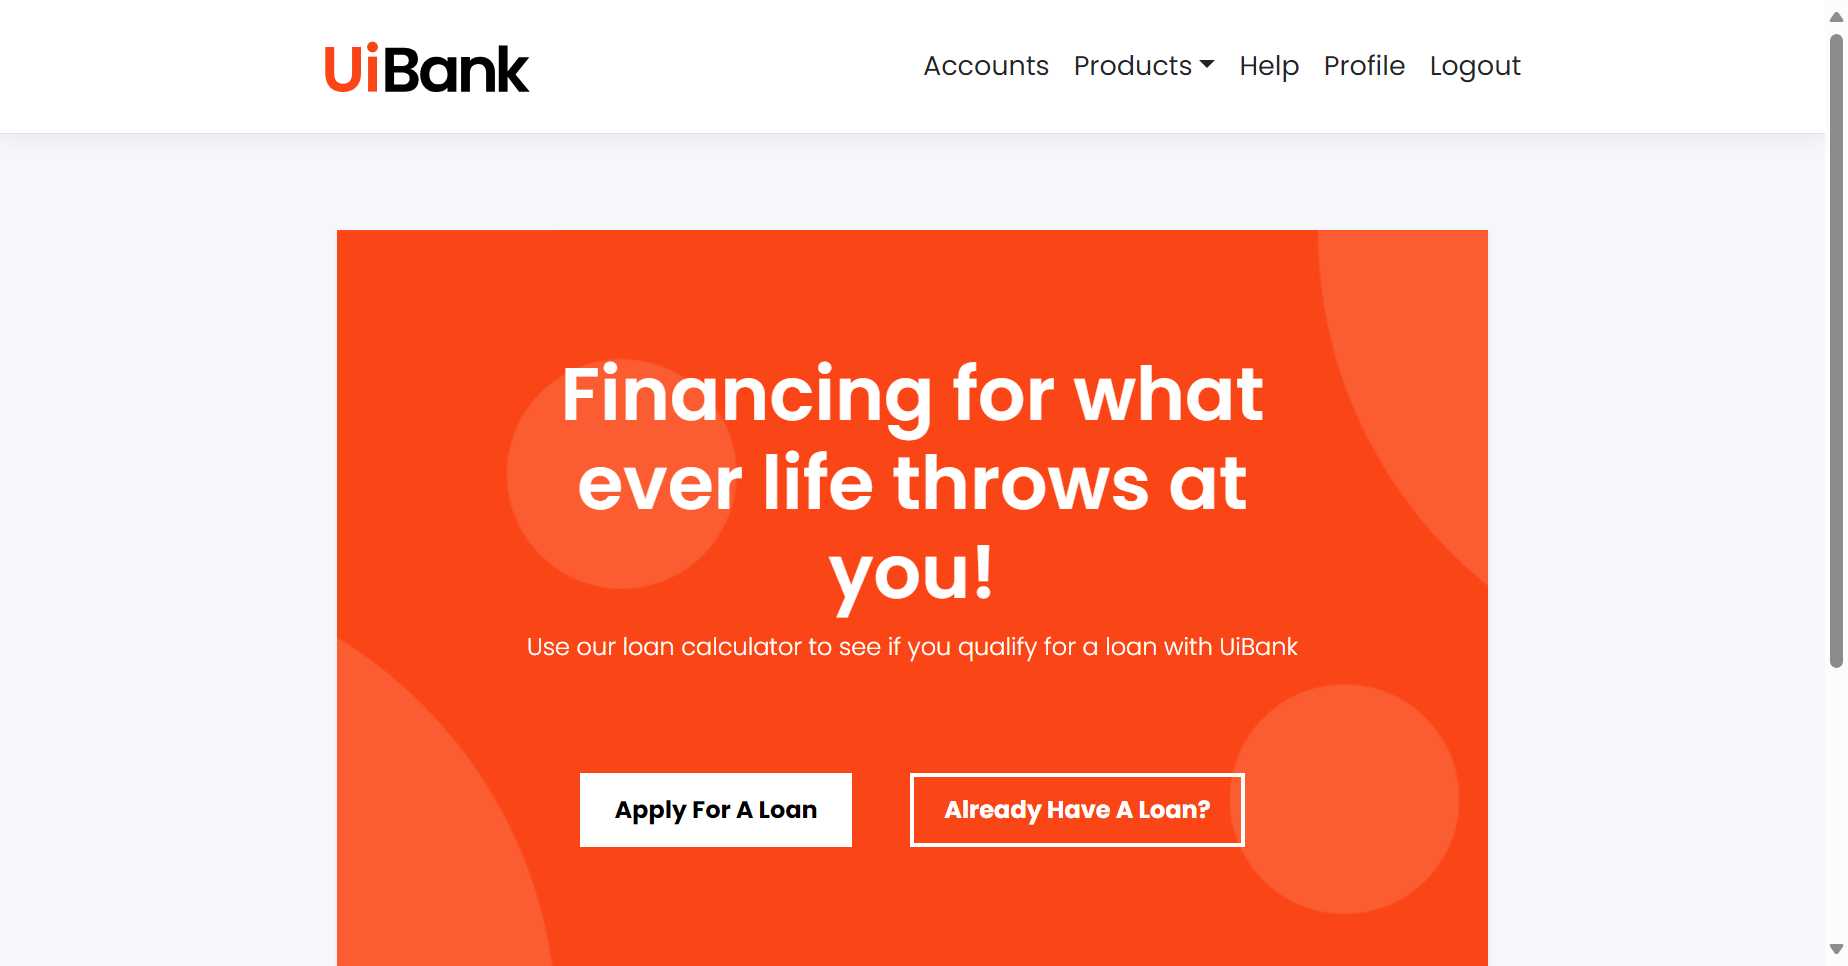 UiBank
Accounts Products Help Profile Logout
Financing for what
ever life throws at
you!
Use our loan calculator to see if you qualify for a loan with UiBank
Apply For A Loan Already Have A Loan?